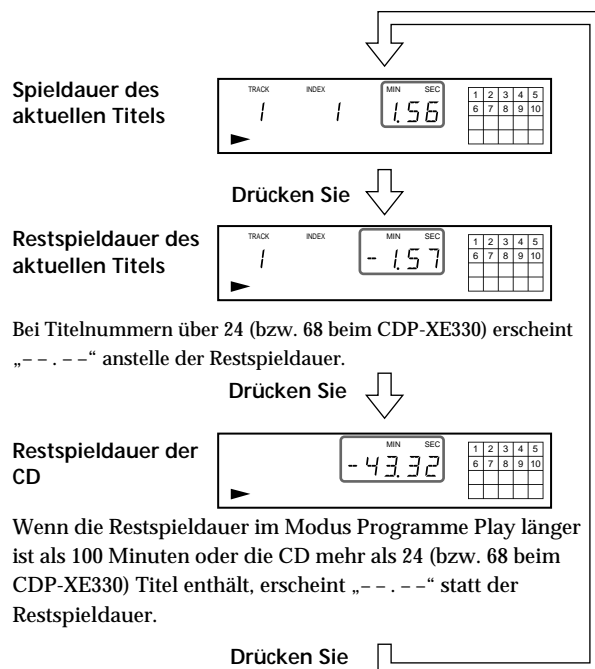 Spieldauer des
aktuellen Titels
TRACK INDEX MIN SEC
1 1 1.56
1 2 3 4 5
6 7 8 9 10
Drücken Sie
Restspieldauer des
aktuellen Titels
TRACK INDEX MIN SEC
1 - 1.57
1 2 3 4 5
6 7 8 9 10
Bei Titelnummern über 24 (bzw. 68 beim CDP-XE330) erscheint
„– – . – –“ anstelle der Restspieldauer.
Drücken Sie
Restspieldauer der
CD
MIN SEC
-43.32
1 2 3 4 5
6 7 8 9 10
Wenn die Restspieldauer im Modus Programme Play länger
ist als 100 Minuten oder die CD mehr als 24 (bzw. 68 beim
CDP-XE330) Titel enthält, erscheint „– – . – –“ statt der
Restspieldauer.
Drücken Sie